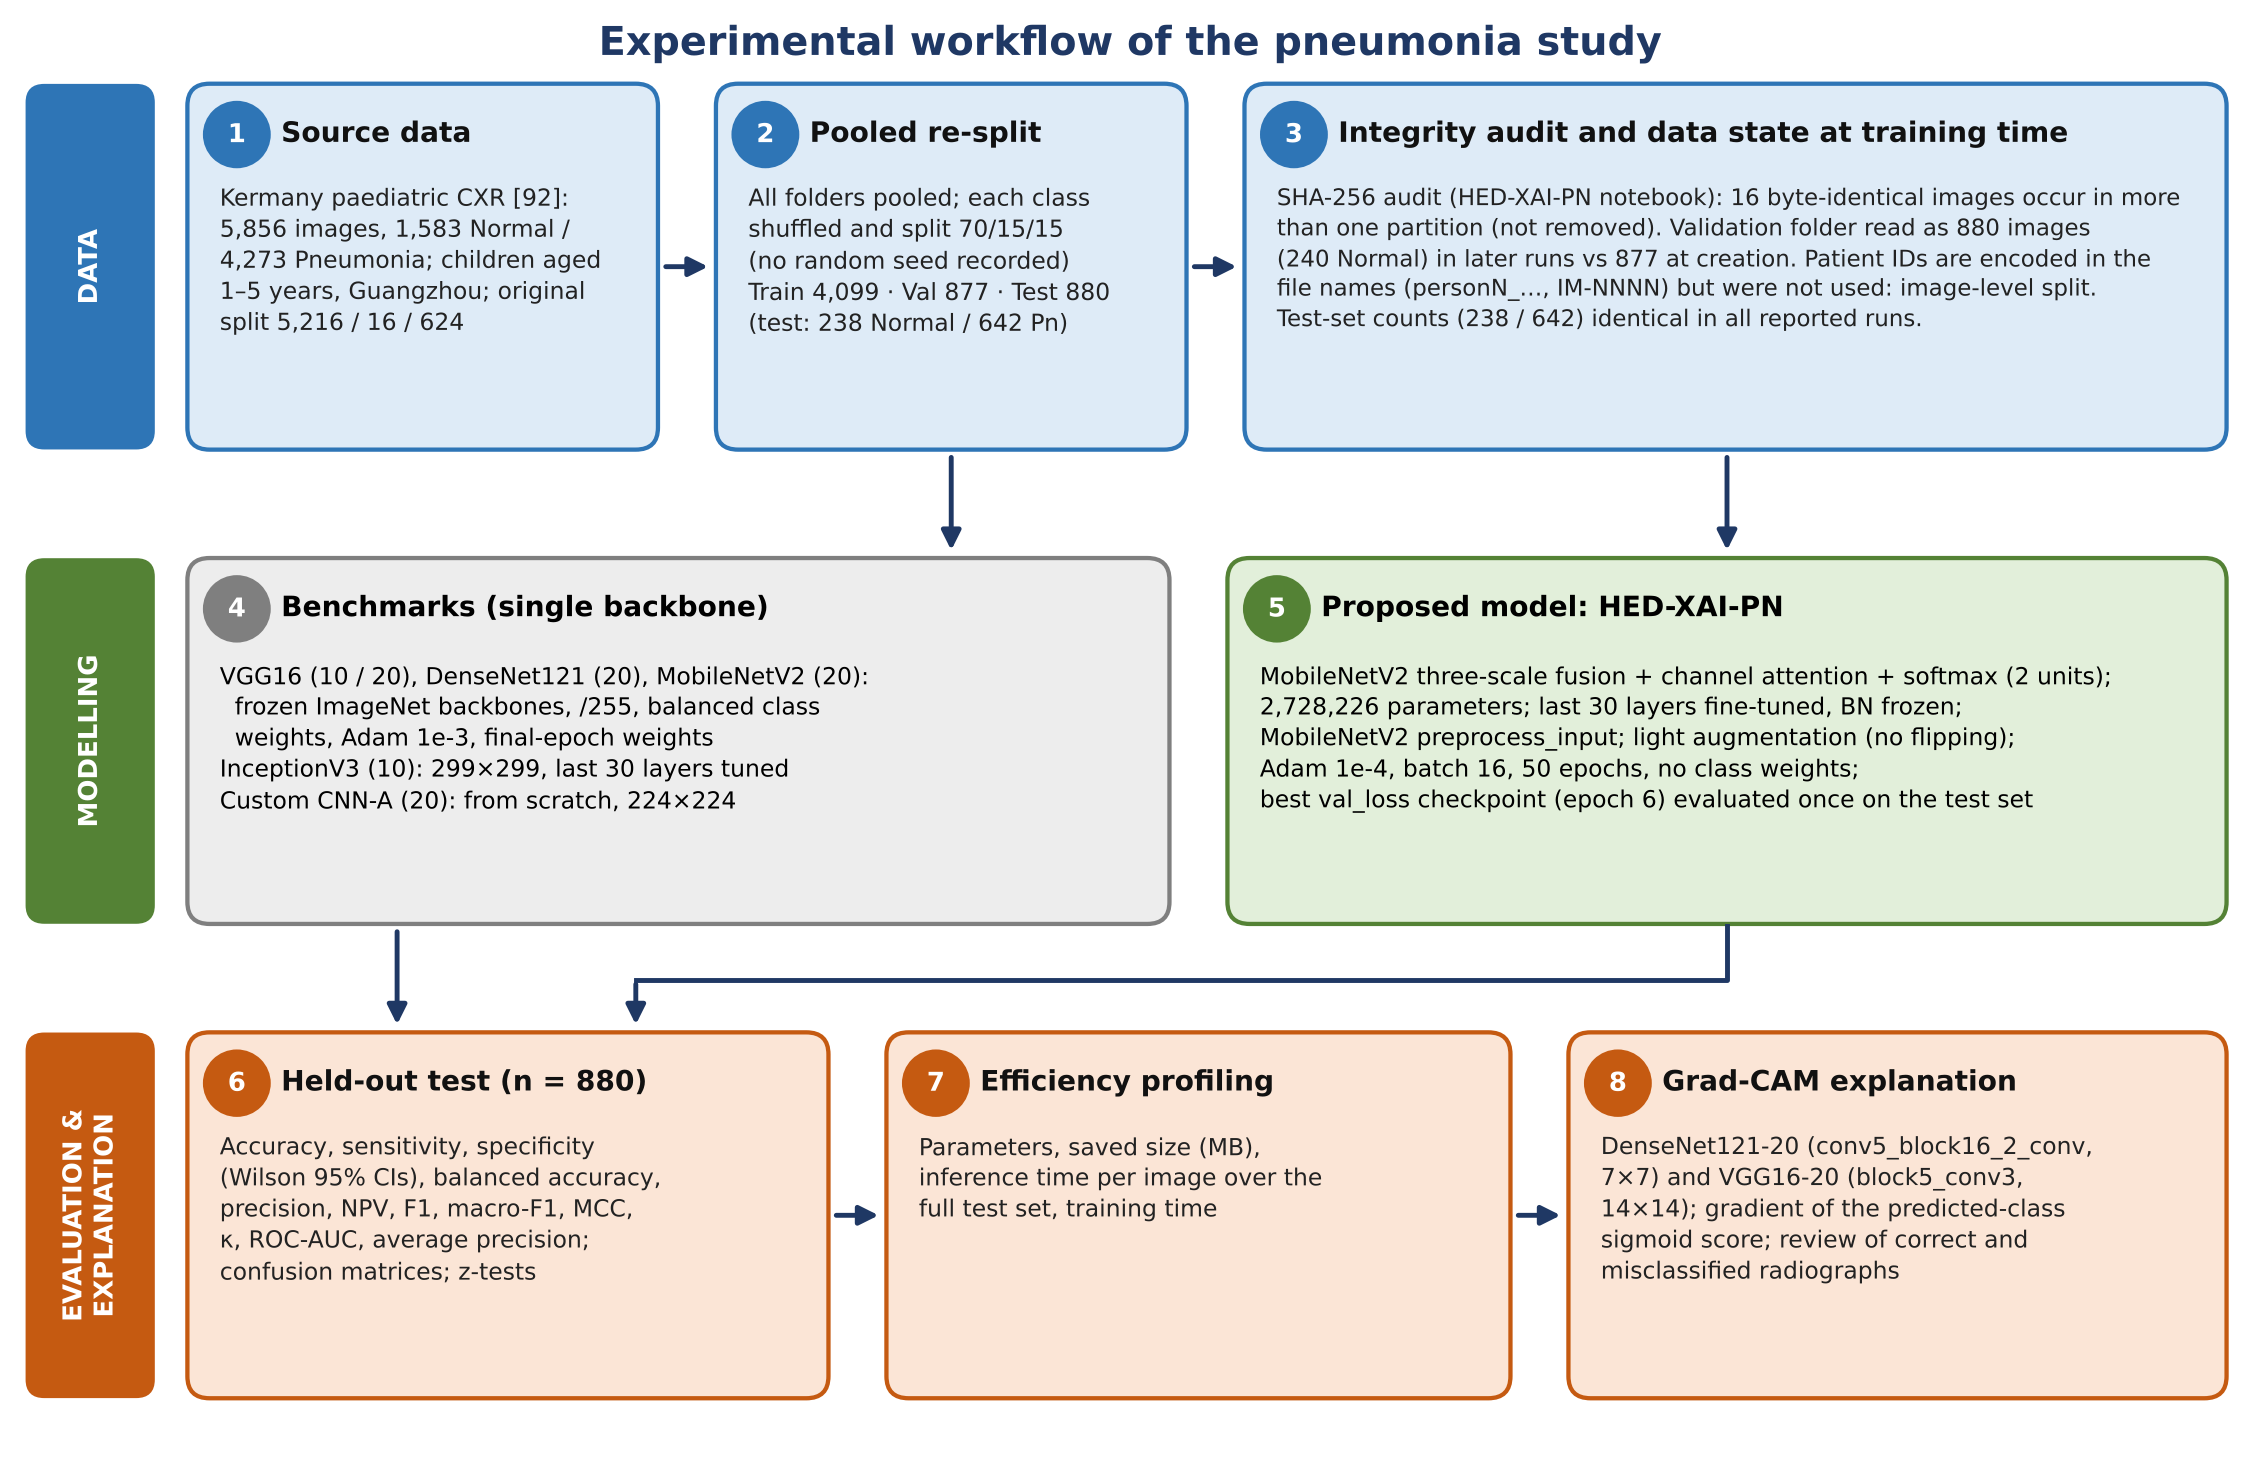 Experimental workflow of the pneumonia study
DATA
1 Source data
Kermany paediatric CXR [92]:
5,856 images, 1,583 Normal /
4,273 Pneumonia; children aged
1–5 years, Guangzhou; original
split 5,216 / 16 / 624
2 Pooled re-split
All folders pooled; each class
shuffled and split 70/15/15
(no random seed recorded)
Train 4,099 · Val 877 · Test 880
(test: 238 Normal / 642 Pn)
3 Integrity audit and data state at training time
SHA-256 audit (HED-XAI-PN notebook): 16 byte-identical images occur in more
than one partition (not removed). Validation folder read as 880 images
(240 Normal) in later runs vs 877 at creation. Patient IDs are encoded in the
file names (personN_..., IM-NNNN) but were not used: image-level split.
Test-set counts (238 / 642) identical in all reported runs.
MODELLING
4 Benchmarks (single backbone)
VGG16 (10 / 20), DenseNet121 (20), MobileNetV2 (20):
frozen ImageNet backbones, /255, balanced class
weights, Adam 1e-3, final-epoch weights
InceptionV3 (10): 299×299, last 30 layers tuned
Custom CNN-A (20): from scratch, 224×224
5 Proposed model: HED-XAI-PN
MobileNetV2 three-scale fusion + channel attention + softmax (2 units);
2,728,226 parameters; last 30 layers fine-tuned, BN frozen;
MobileNetV2 preprocess_input; light augmentation (no flipping);
Adam 1e-4, batch 16, 50 epochs, no class weights;
best val_loss checkpoint (epoch 6) evaluated once on the test set
EVALUATION &
EXPLANATION
6 Held-out test (n = 880)
Accuracy, sensitivity, specificity
(Wilson 95% CIs), balanced accuracy,
precision, NPV, F1, macro-F1, MCC,
κ, ROC-AUC, average precision;
confusion matrices; z-tests
7 Efficiency profiling
Parameters, saved size (MB),
inference time per image over the
full test set, training time
8 Grad-CAM explanation
DenseNet121-20 (conv5_block16_2_conv,
7×7) and VGG16-20 (block5_conv3,
14×14); gradient of the predicted-class
sigmoid score; review of correct and
misclassified radiographs